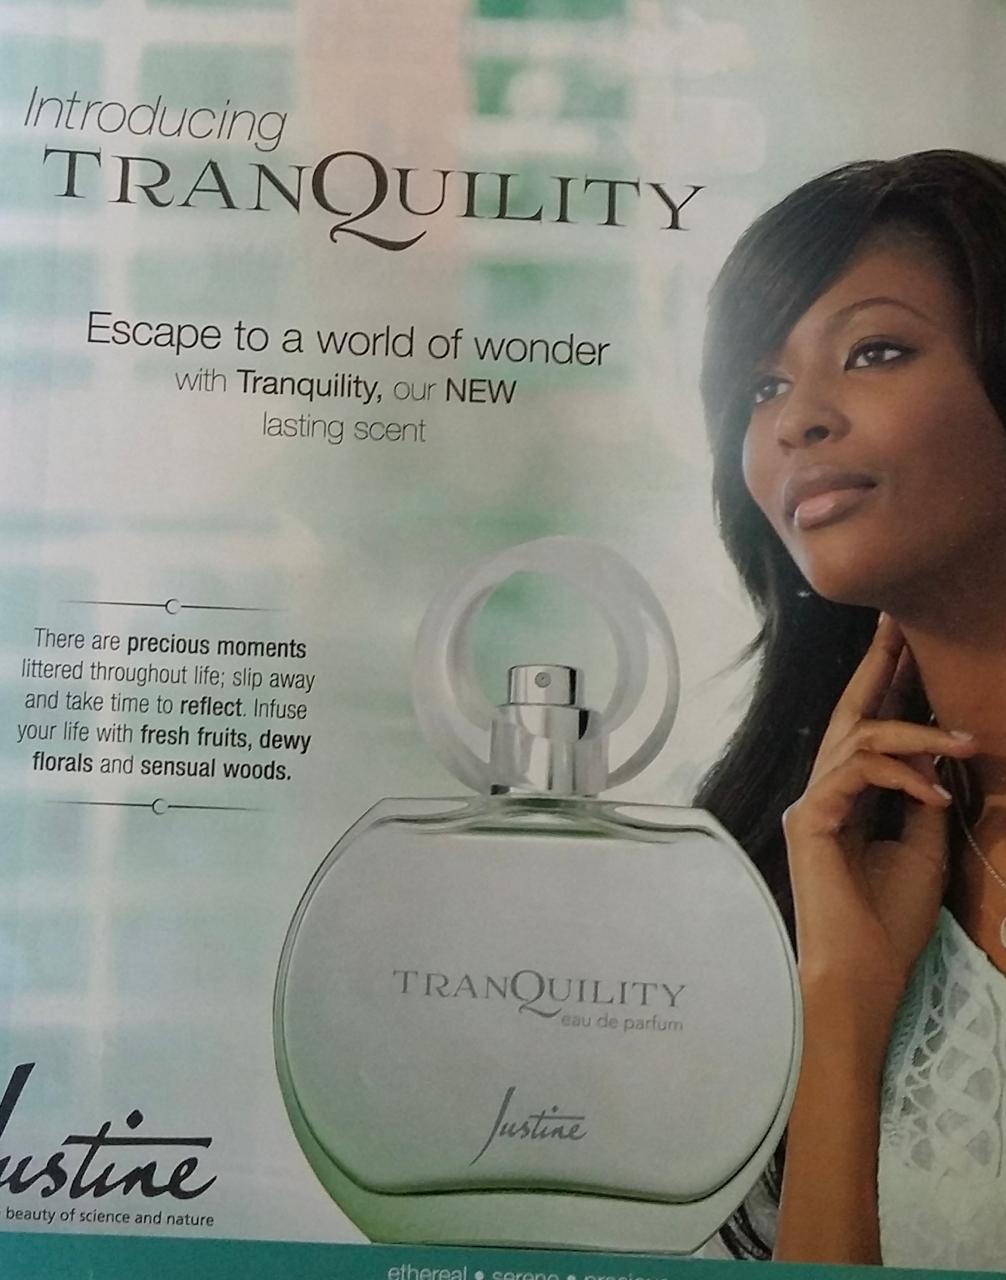 Introducing
TRANQUILITY
Escape to a world of wonder
with Tranquility, our NEW
lasting scent
There are precious moments
littered throughout life; slip away
and take time to reflect. Infuse
your life with fresh fruits, dewy
florals and sensual woods.
TRANQUILITY
eau de parfum
Justine
Justine
beauty of science and nature
ethereal • serene •